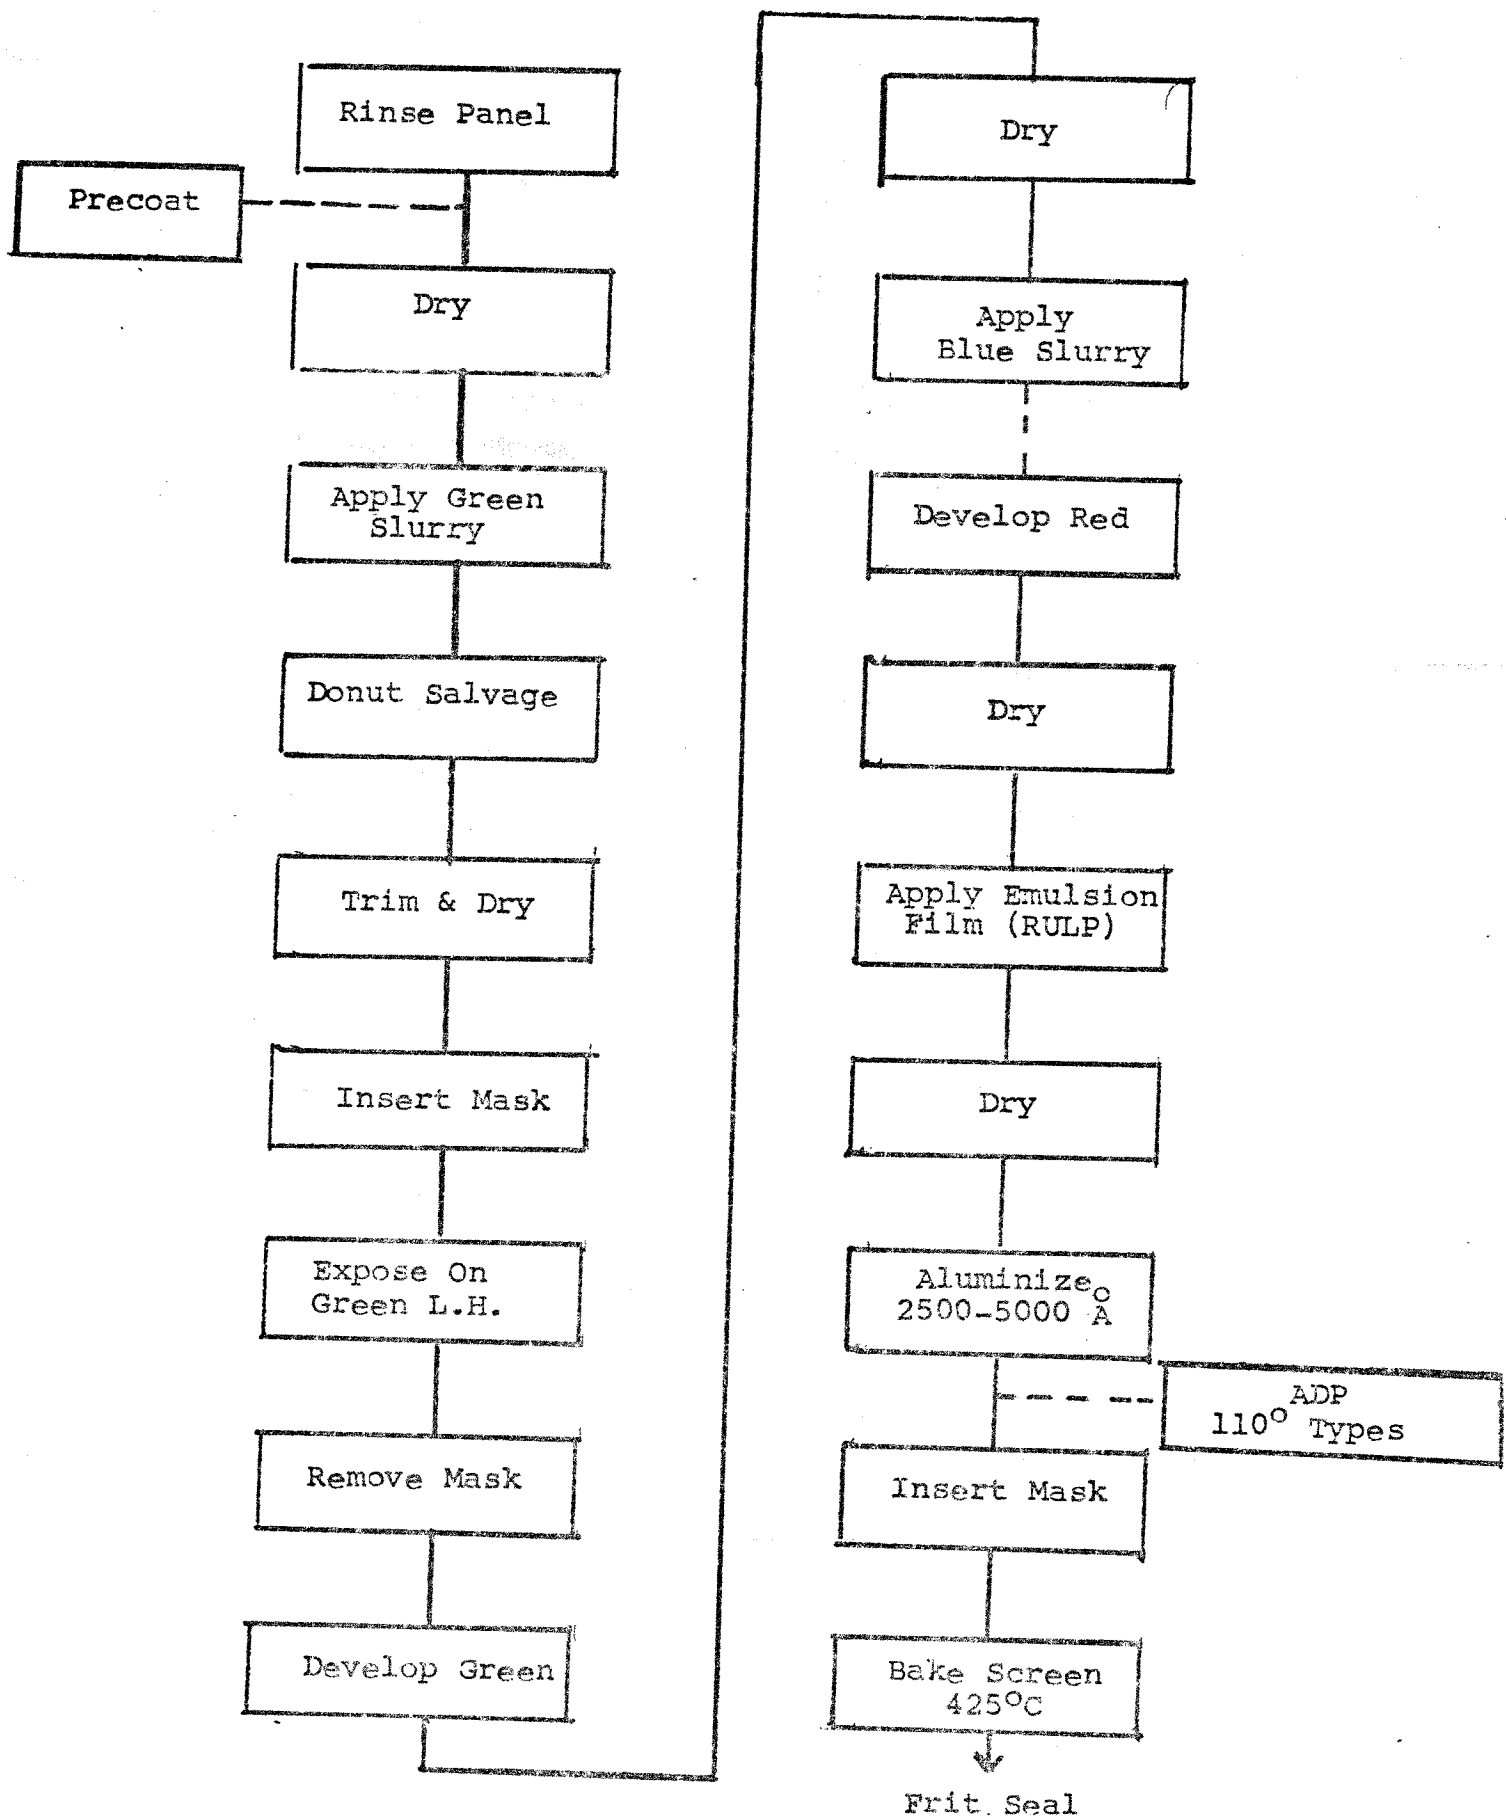 Rinse Panel
Precoat
Dry
Apply Green
Slurry
Donut Salvage
Trim & Dry
Insert Mask
Expose On
Green L.H.
Remove Mask
Develop Green
Dry
Apply
Blue Slurry
Develop Red
Dry
Apply Emulsion
Film (RULP)
Dry
Aluminize
2500-5000 Å
ADP
110° Types
Insert Mask
Bake Screen
425°C
Frit Seal